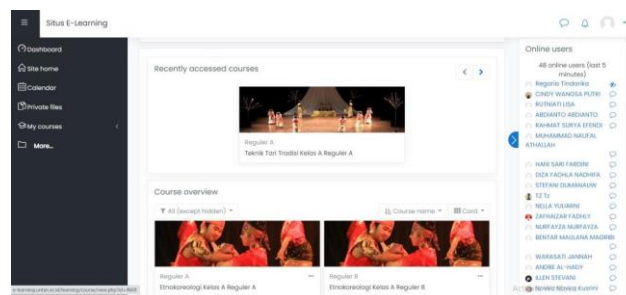 Situs E-Learning
Dashboard
Site home
Calendar
Private files
My courses
More...
Recently accessed courses
Reguler A
Teknik Tari Tradisi Kelas A Reguler A
Course overview
All (except hidden)
Course name
Card
Reguler A
Etnokoreologi Kelas A Reguler A
Reguler B
Etnokoreologi Kelas A Reguler B
Online users
48 online users (last 5
minutes)
Regaria Tindarika
CINDY WANGSA PUTRI
RUTINIATI LISA
ABDIANTO ABDIANTO
RAHMAT SURYA EFENDI
MUHAMMAD NAUFAL
ATHALLAH
HANI SARI FARDINI
DIZA FADHLA NADHIFA
STEFANI DUMANAUW
TZ Tz
NELLA YULIARNI
ZAFHAIZAR FADHLY
NURFAYZA NURFAYZA
BENTAR MAULANA
WARASATI JANNAH
ANDRE AL-HADY
ILLEN STEVANI